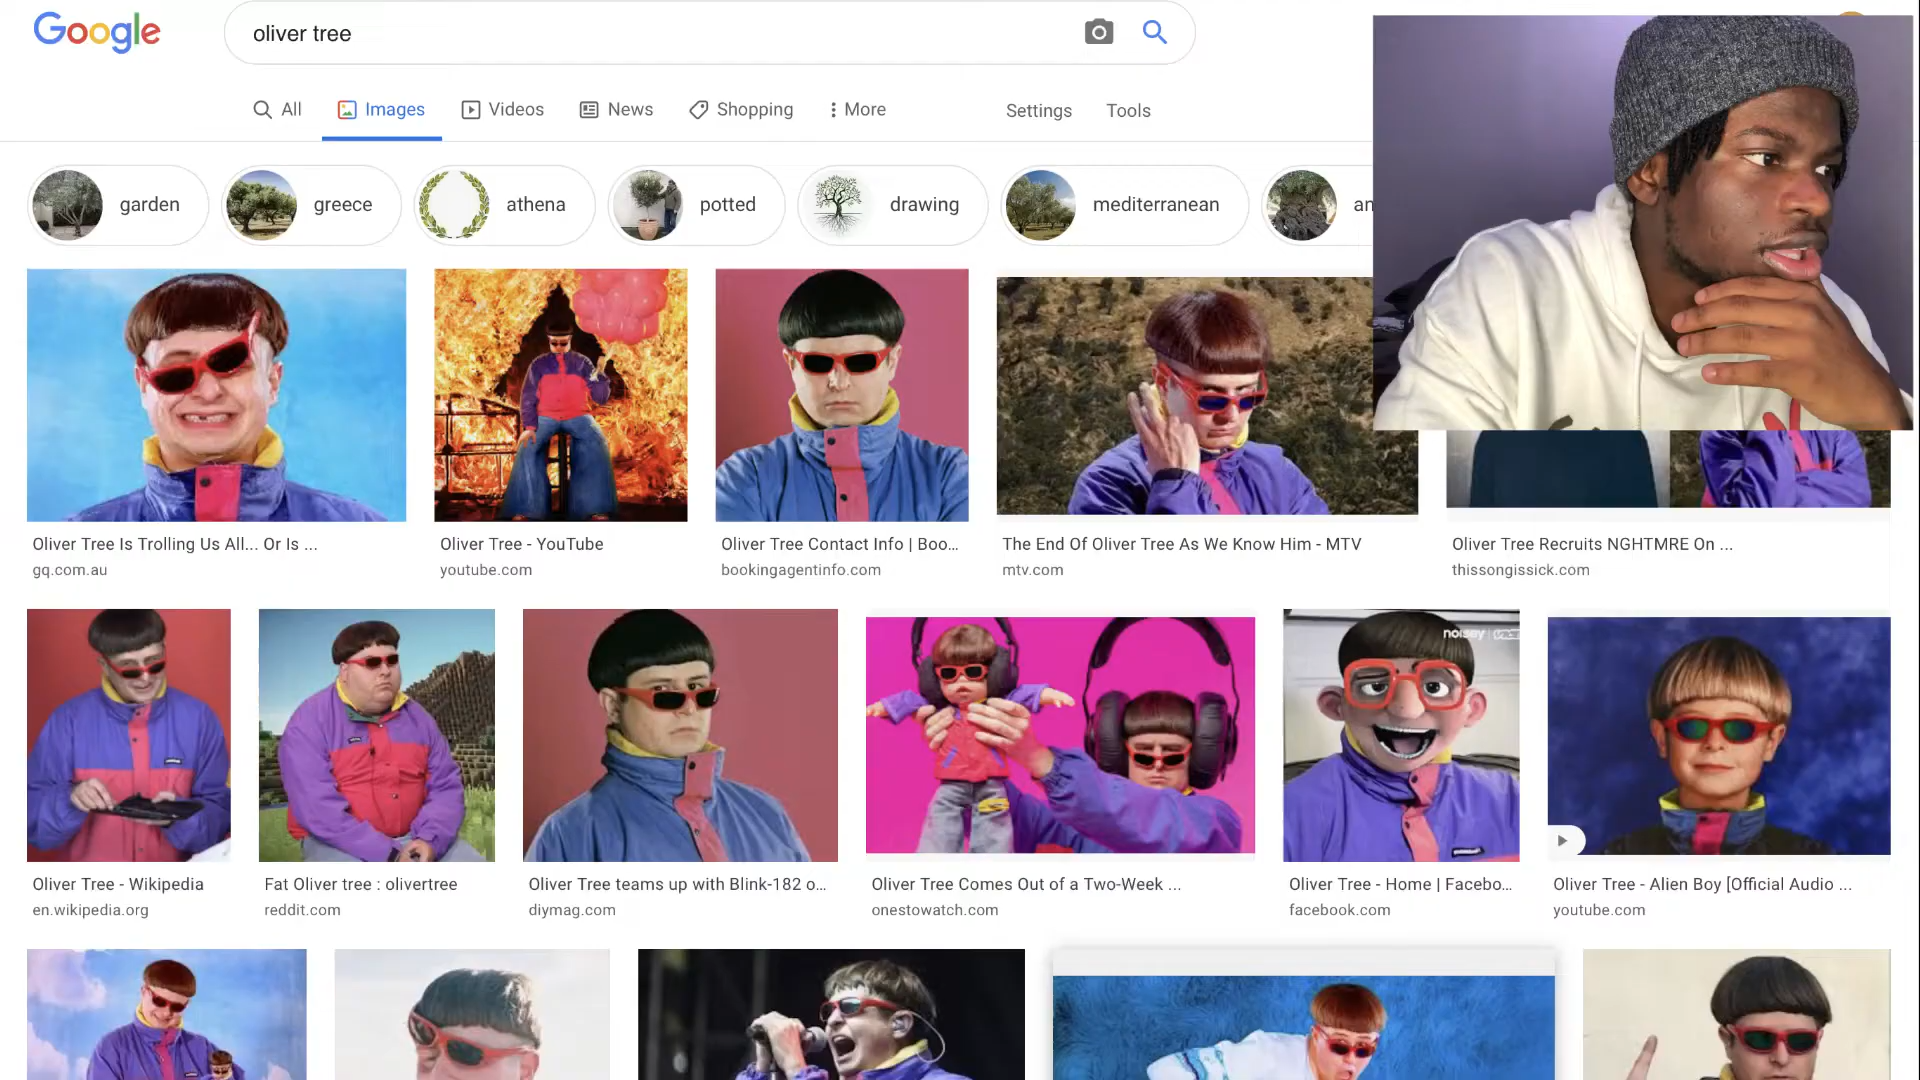 Google
oliver tree
All
Images
Videos
News
Shopping
More
Settings
Tools
garden
greece
athena
potted
drawing
mediterranean
Oliver Tree Is Trolling Us All... Or Is ...
gq.com.au
Oliver Tree - YouTube
youtube.com
Oliver Tree Contact Info | Boo...
bookingagentinfo.com
The End Of Oliver Tree As We Know Him - MTV
mtv.com
Oliver Tree Recruits NGHTMRE On ...
thissongissick.com
noisey
Oliver Tree - Wikipedia
en.wikipedia.org
Fat Oliver tree : olivertree
reddit.com
Oliver Tree teams up with Blink-182 o...
diymag.com
Oliver Tree Comes Out of a Two-Week ...
onestowatch.com
Oliver Tree - Home | Facebo...
facebook.com
Oliver Tree - Alien Boy [Official Audio ...
youtube.com